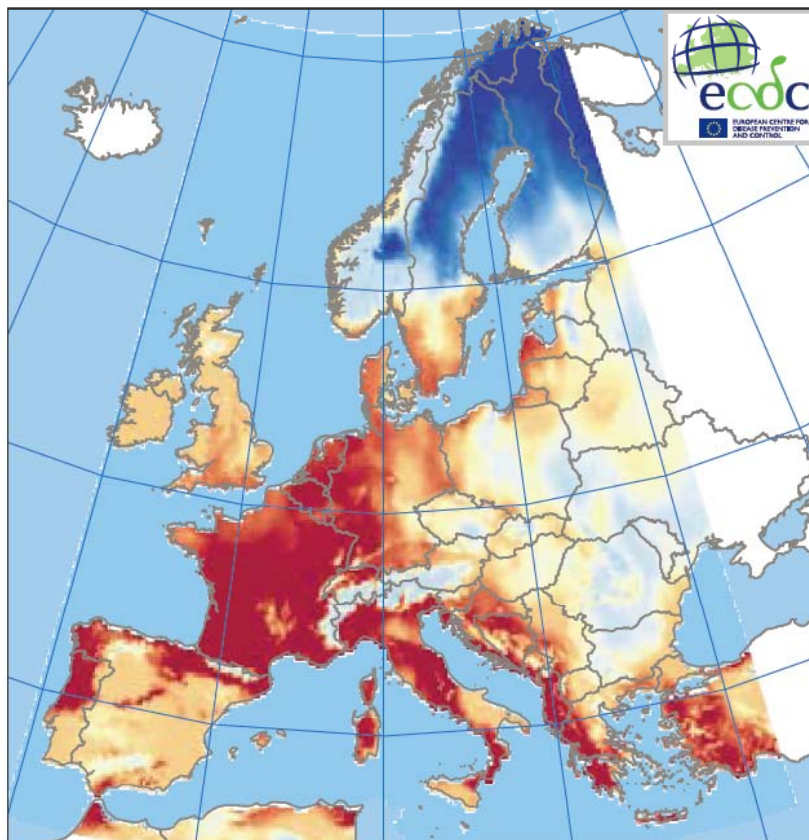 ecdc
EUROPEAN CENTRE FOR
DISEASE PREVENTION
AND CONTROL